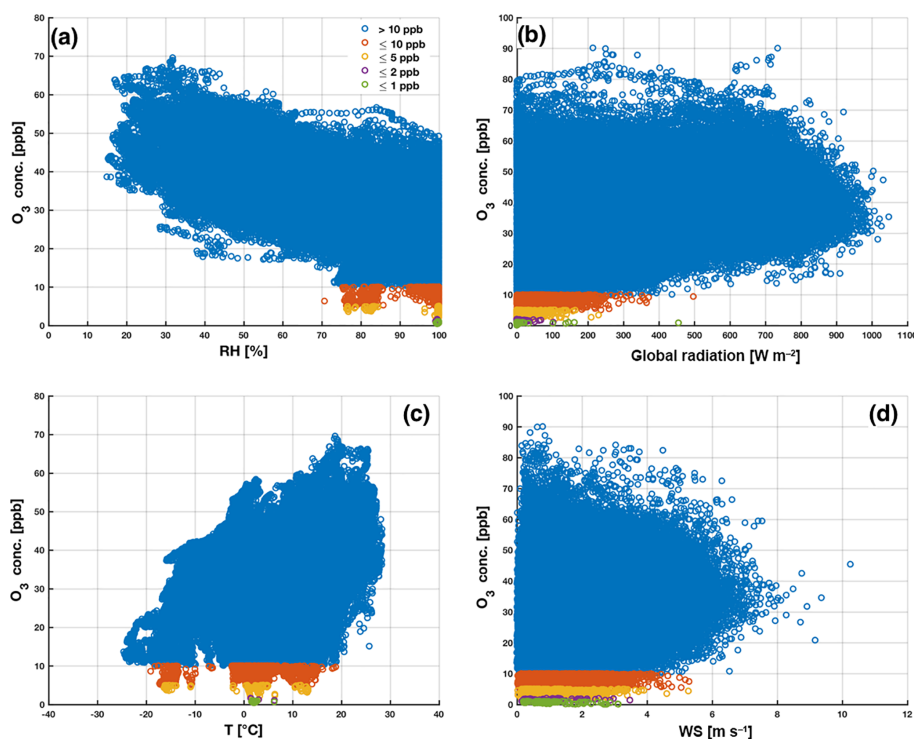 (a)
> 10 ppb
≤ 10 ppb
≤ 5 ppb
≤ 2 ppb
≤ 1 ppb
80
70
60
50
40
30
20
10
0
O3 conc. [ppb]
0 10 20 30 40 50 60 70 80 90 100
RH [%]
(b)
100
90
80
70
60
50
40
30
20
10
0
O3 conc. [ppb]
0 100 200 300 400 500 600 700 800 900 1000 1100
Global radiation [W m−2]
(c)
80
70
60
50
40
30
20
10
0
O3 conc. [ppb]
-40 -30 -20 -10 0 10 20 30 40
T [°C]
(d)
100
90
80
70
60
50
40
30
20
10
0
O3 conc. [ppb]
0 2 4 6 8 10 12
WS [m s−1]